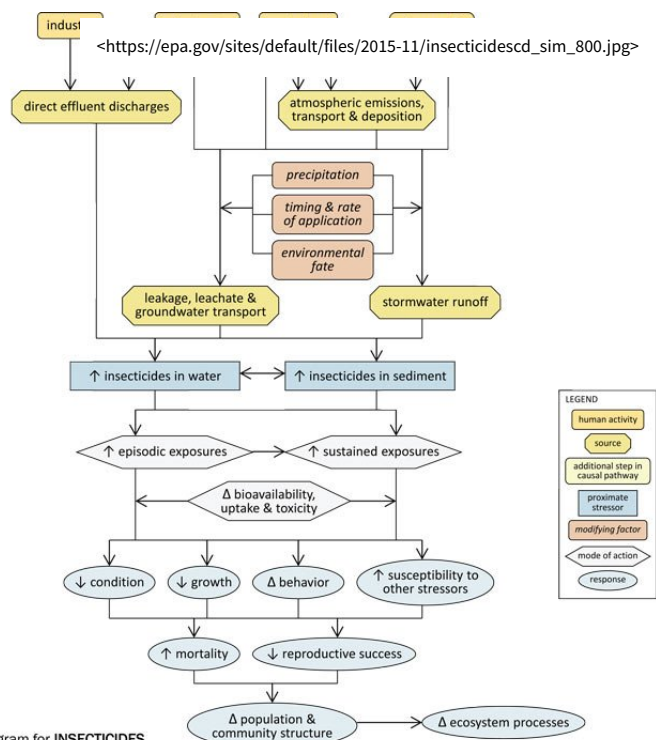 <https://epa.gov/sites/default/files/2015-11/insecticidescd_sim_800.jpg>
direct effluent discharges
atmospheric emissions,
transport & deposition
precipitation
timing & rate
of application
environmental
fate
leakage, leachate &
groundwater transport
stormwater runoff
↑ insecticides in water
↑ insecticides in sediment
↑ episodic exposures
↑ sustained exposures
Δ bioavailability,
uptake & toxicity
↓ condition
↓ growth
Δ behavior
↑ susceptibility to
other stressors
↑ mortality
↓ reproductive success
Δ population &
community structure
Δ ecosystem processes
LEGEND
human activity
source
additional step in
causal pathway
proximate
stressor
modifying factor
mode of action
response
for INSECTICIDES